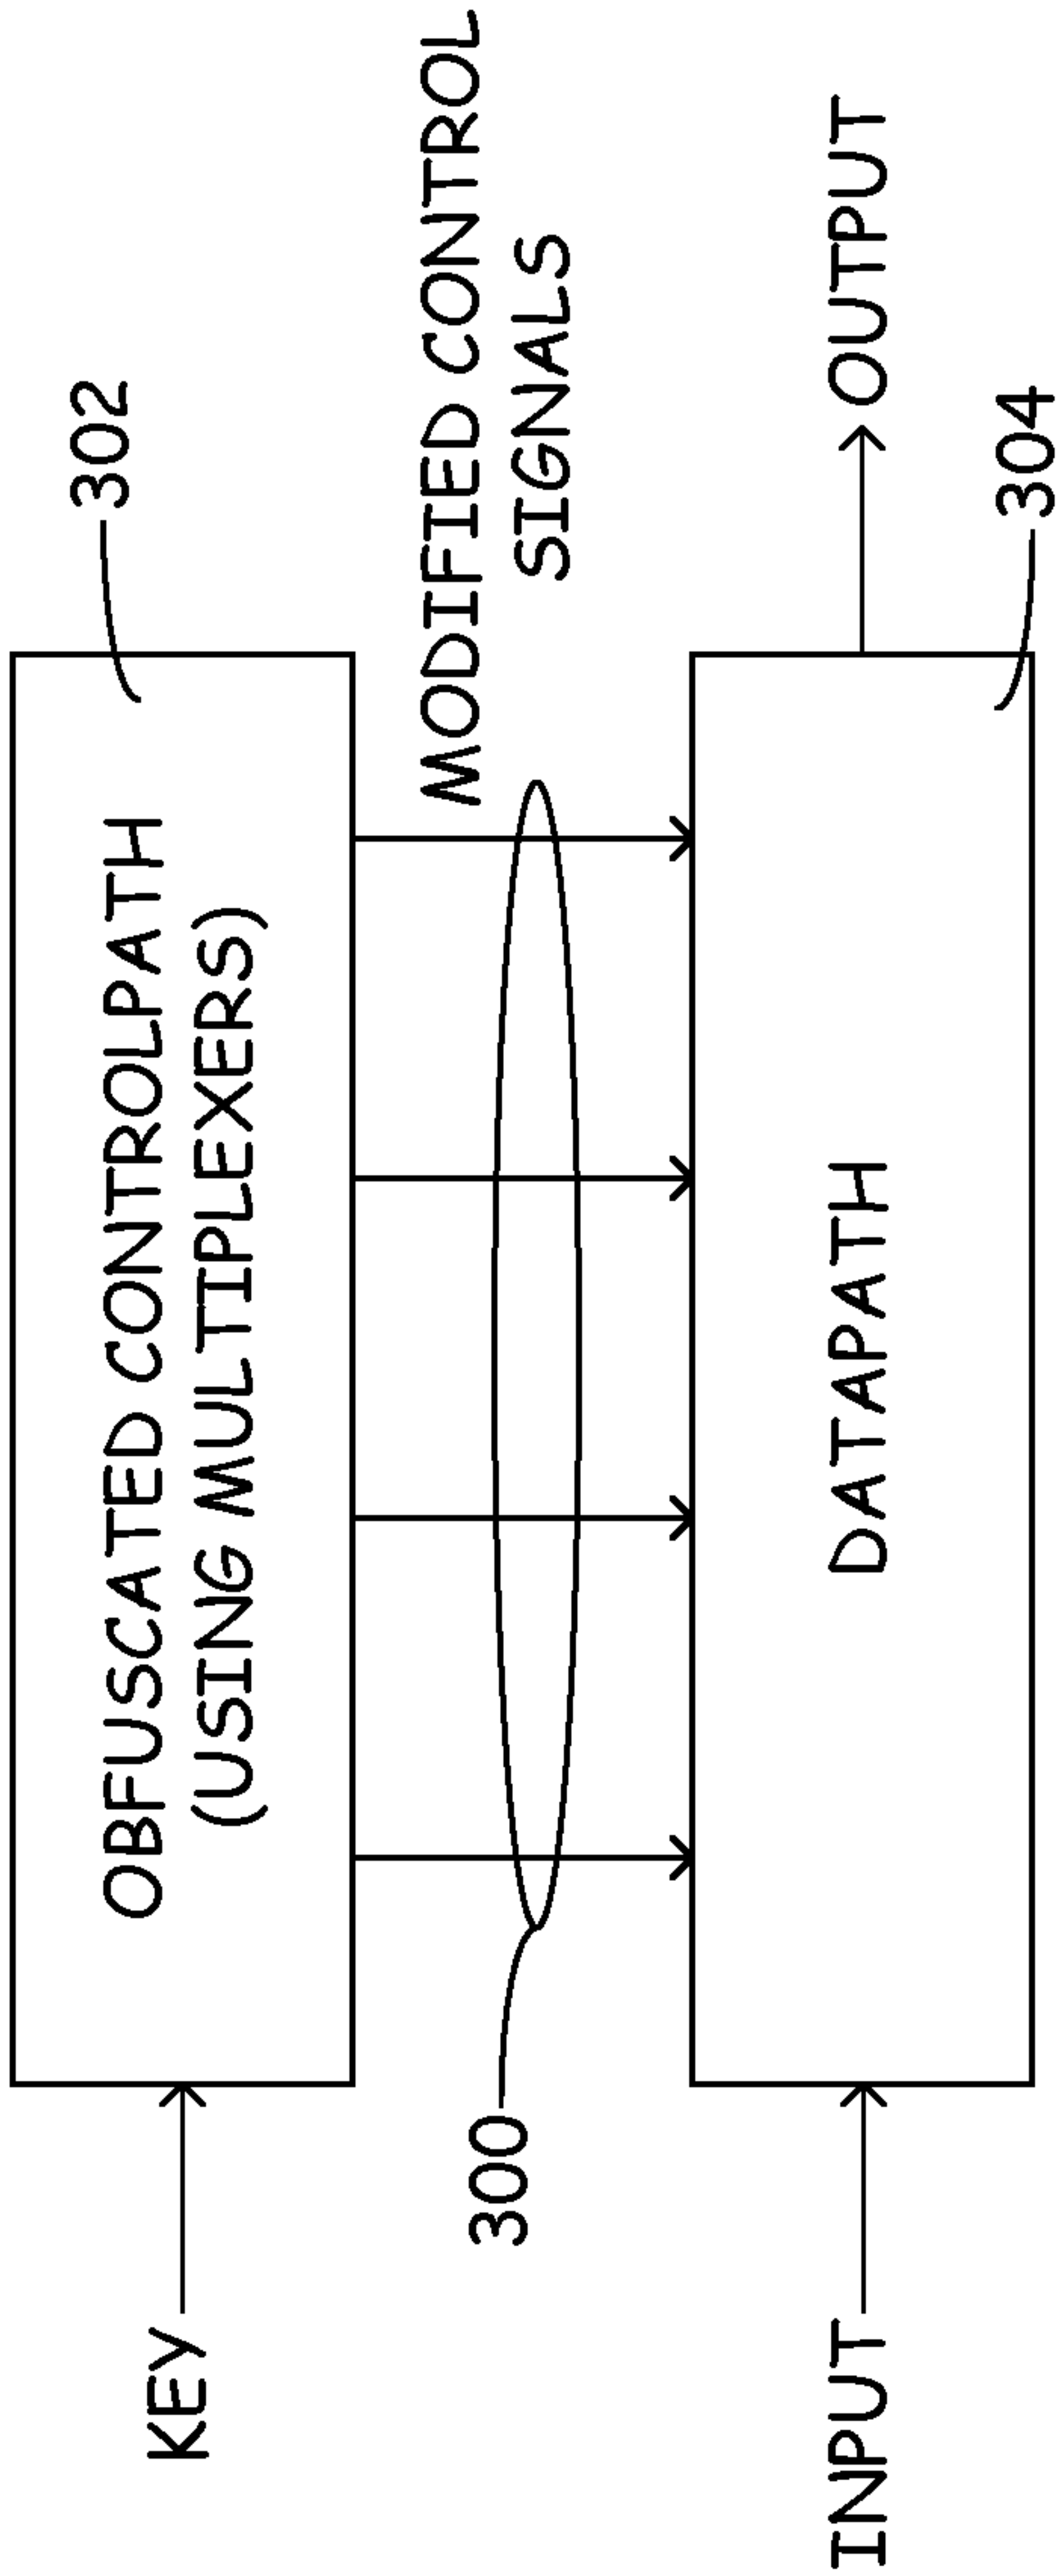 302
KEY
OBFUSCATED CONTROLPATH
(USING MULTIPLEXERS)
300
MODIFIED CONTROL
SIGNALS
INPUT
DATAPATH
OUTPUT
304